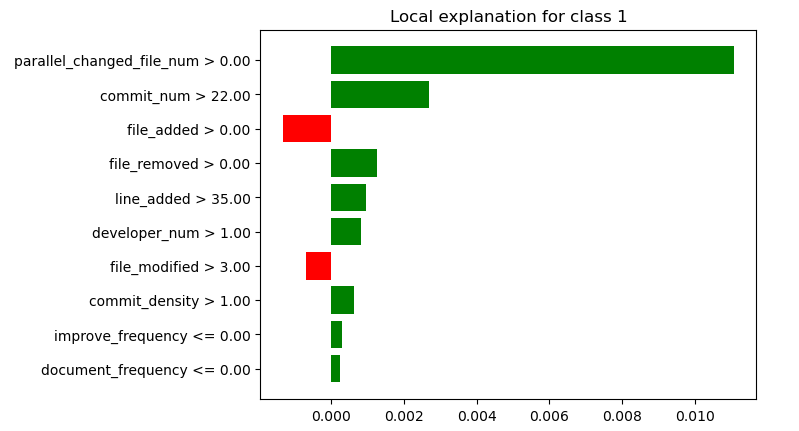 Local explanation for class 1
parallel_changed_file_num > 0.00
commit_num > 22.00
file_added > 0.00
file_removed > 0.00
line_added > 35.00
developer_num > 1.00
file_modified > 3.00
commit_density > 1.00
improve_frequency <= 0.00
document_frequency <= 0.00
0.000 0.002 0.004 0.006 0.008 0.010